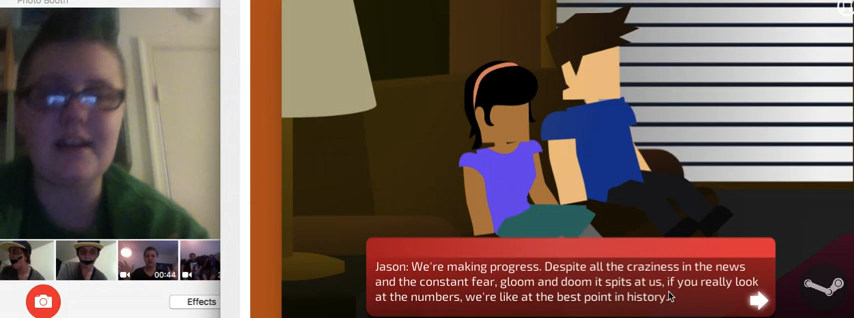 Photo Booth
00:44
Effects
Jason: We're making progress. Despite all the craziness in the news
and the constant fear, gloom and doom it spits at us, if you really look
at the numbers, we're like at the best point in history.